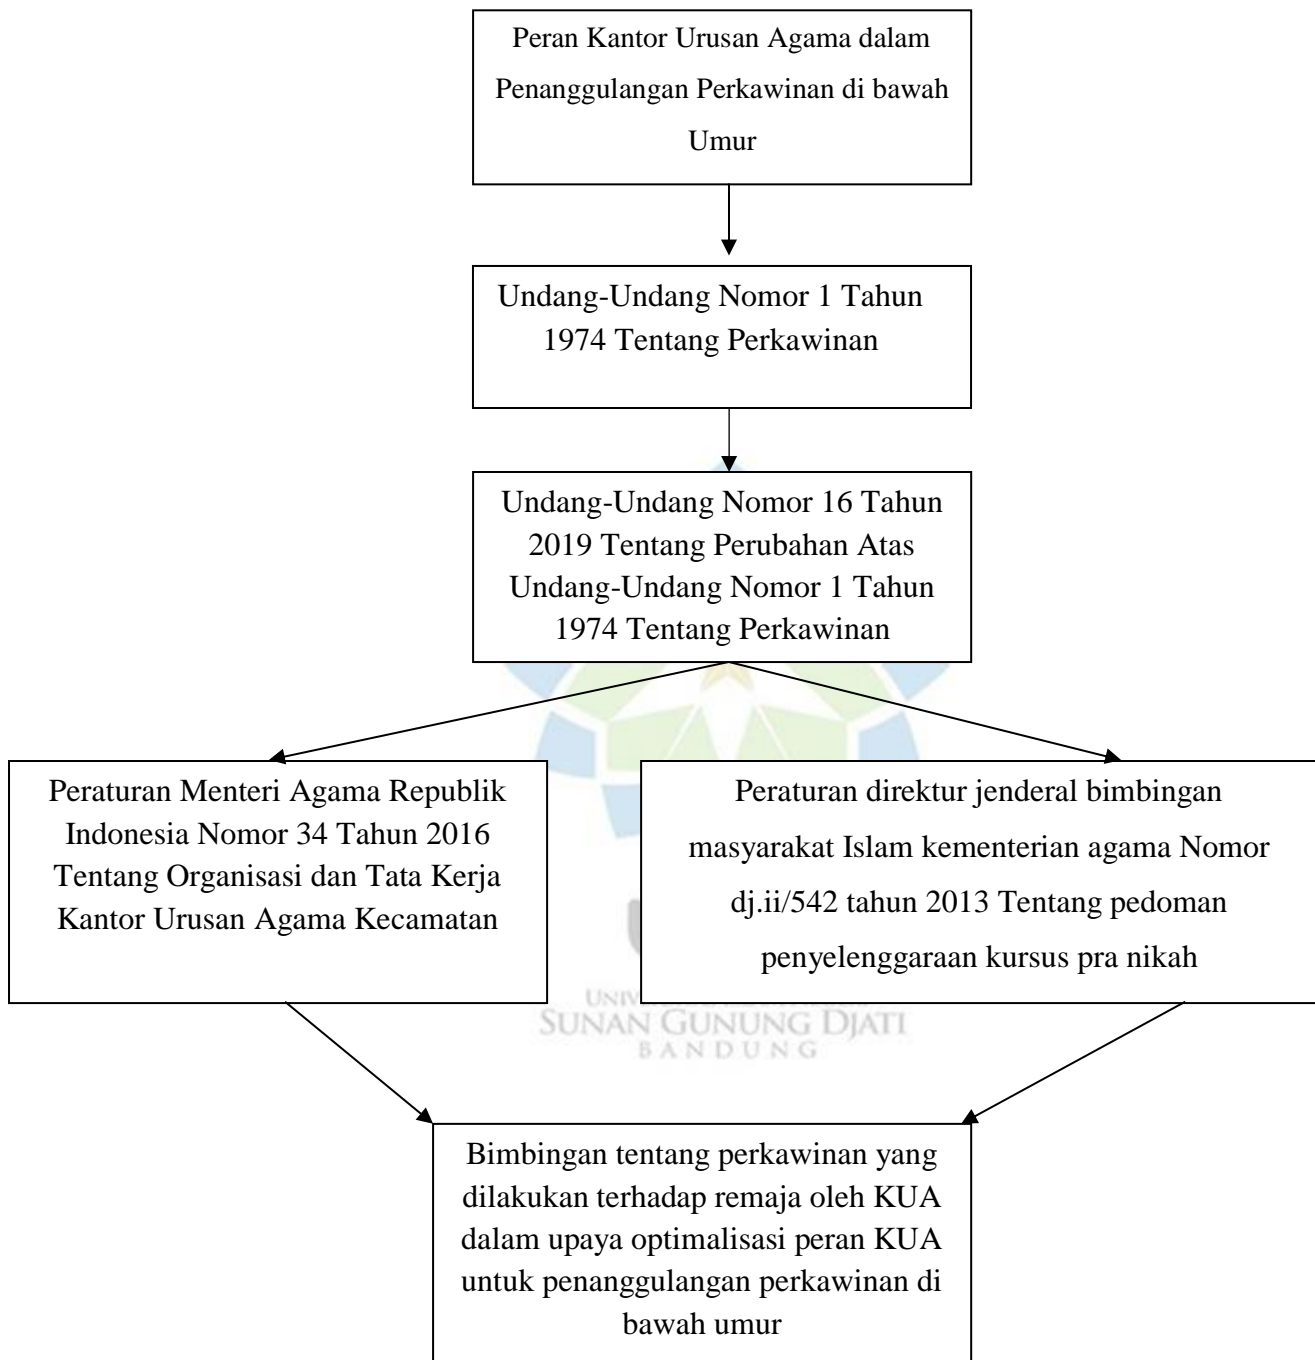 Peran Kantor Urusan Agama dalam
Penanggulangan Perkawinan di bawah
Umur
Undang-Undang Nomor 1 Tahun
1974 Tentang Perkawinan
Undang-Undang Nomor 16 Tahun
2019 Tentang Perubahan Atas
Undang-Undang Nomor 1 Tahun
1974 Tentang Perkawinan
Peraturan Menteri Agama Republik
Indonesia Nomor 34 Tahun 2016
Tentang Organisasi dan Tata Kerja
Kantor Urusan Agama Kecamatan
Peraturan direktur jenderal bimbingan
masyarakat Islam kementerian agama Nomor
dj.ii/542 tahun 2013 Tentang pedoman
penyelenggaraan kursus pra nikah
SUNAN GUNUNG DJATI
BANDUNG
Bimbingan tentang perkawinan yang
dilakukan terhadap remaja oleh KUA
dalam upaya optimalisasi peran KUA
untuk penanggulangan perkawinan di
bawah umur